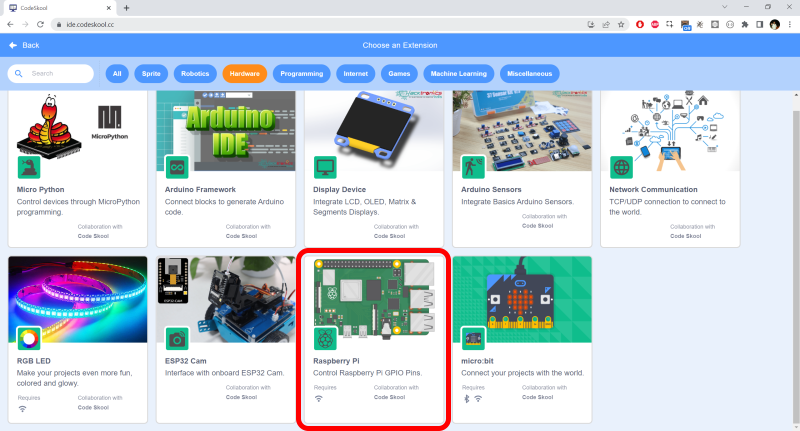 CodeSkool
ide.codeskool.cc
Back
Choose an Extension
Search
All
Sprite
Robotics
Hardware
Programming
Internet
Games
Machine Learning
Miscellaneous
MicroPython
Micro Python
Control devices through MicroPython
programming.
Collaboration with
Code Skool
Arduino
IDE
Arduino Framework
Connect blocks to generate Arduino
code.
Collaboration with
Code Skool
Display Device
Integrate LCD, OLED, Matrix &
Segments Displays.
Collaboration with
Code Skool
Arduino Sensors
Integrate Basics Arduino Sensors.
Collaboration with
Code Skool
Network Communication
TCP/UDP connection to connect to
the world.
Collaboration with
Code Skool
RGB LED
Make your projects even more fun,
colored and glowy.
Requires
Collaboration with
Code Skool
ESP32 CAM
ESP32 Cam
Interface with onboard ESP32 Cam.
Collaboration with
Code Skool
Raspberry Pi
Control Raspberry Pi GPIO Pins.
Requires
Collaboration with
Code Skool
micro:bit
Connect your projects with the world.
Requires
Collaboration with
Code Skool